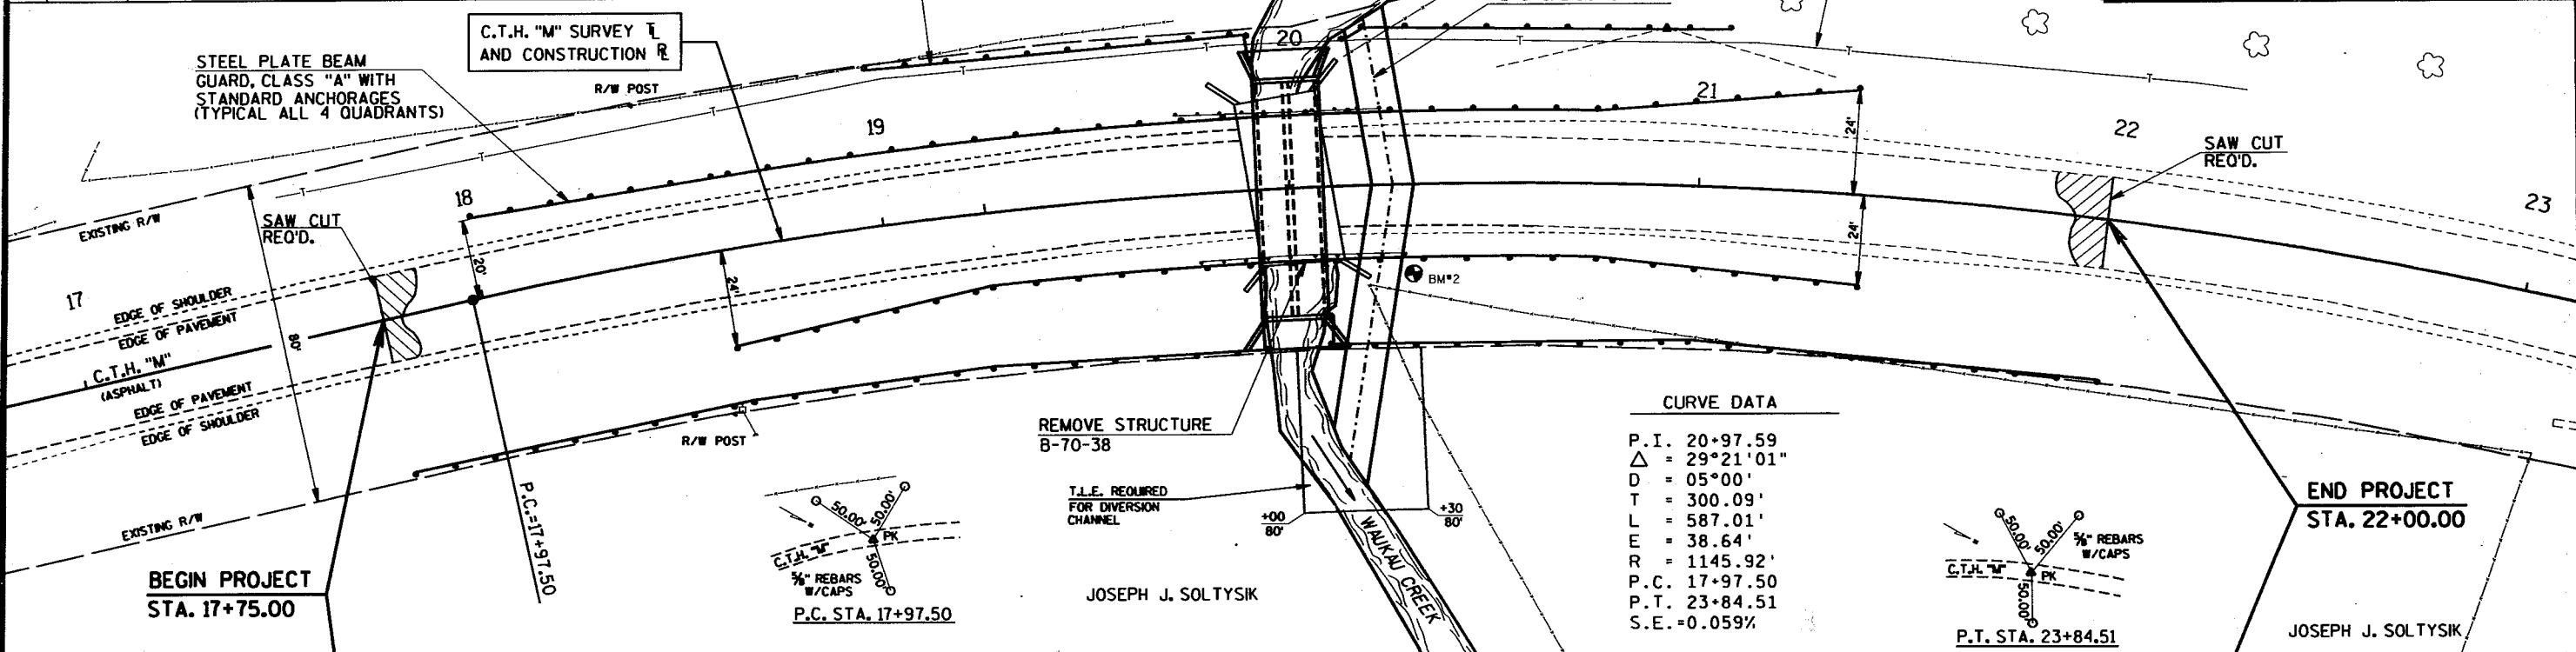 C.T.H. "M" SURVEY
AND CONSTRUCTION
STEEL PLATE BEAM
GUARD, CLASS "A" WITH
STANDARD ANCHORAGES
(TYPICAL ALL 4 QUADRANTS)
R/W POST
T
T
T
T
T
T
T
T
17
18
19
20
21
22
23
SAW CUT
REQ'D.
SAW CUT
REQ'D.
EXISTING R/W
EDGE OF SHOULDER
EDGE OF PAVEMENT
C.T.H. "M"
(ASPHALT)
EDGE OF PAVEMENT
EDGE OF SHOULDER
EXISTING R/W
80'
20'
24'
24'
24'
BM#2
R/W POST
REMOVE STRUCTURE
B-70-38
T.L.E. REQUIRED
FOR DIVERSION
CHANNEL
+00
80'
+30
80'
WAUKAU CREEK
P.C.=17+97.50
BEGIN PROJECT
STA. 17+75.00
50.00'
50.00'
50.00'
PK
C.T.H. "M"
5/8" REBARS
W/CAPS
P.C. STA. 17+97.50
JOSEPH J. SOLTYSIK
CURVE DATA
P.I. 20+97.59
△ = 29°21'01"
D = 05°00'
T = 300.09'
L = 587.01'
E = 38.64'
R = 1145.92'
P.C. 17+97.50
P.T. 23+84.51
S.E.=0.059%
50.00'
50.00'
50.00'
PK
C.T.H. "M"
5/8" REBARS
W/CAPS
P.T. STA. 23+84.51
END PROJECT
STA. 22+00.00
JOSEPH J. SOLTYSIK